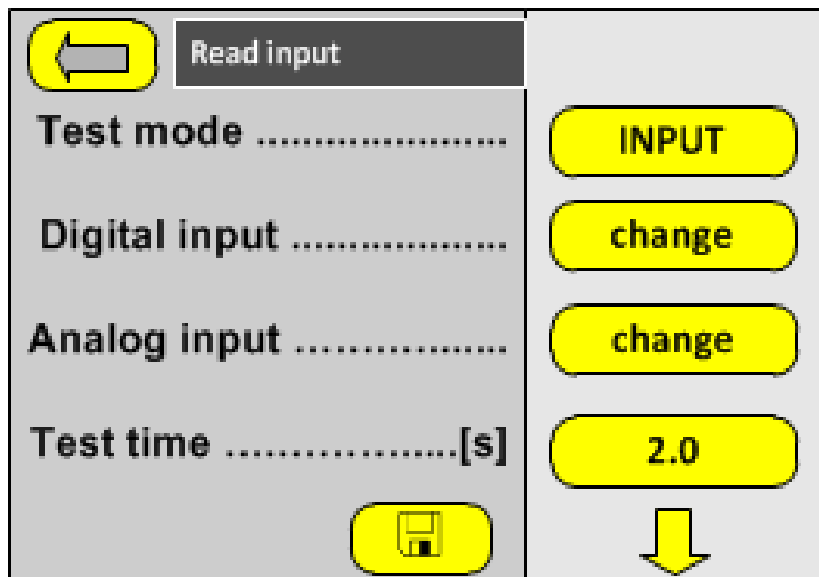 Read input
Test mode ...................... INPUT
Digital input ................... change
Analog input ................... change
Test time .....................[s] 2.0